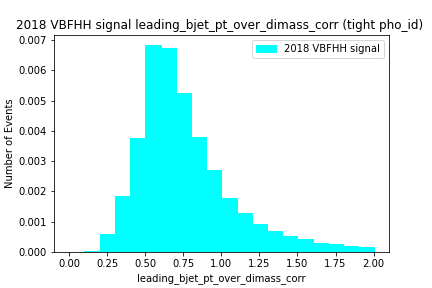 2018 VBFHH signal leading_bjet_pt_over_dimass_corr (tight pho_id)
2018 VBFHH signal
Number of Events
0.007
0.006
0.005
0.004
0.003
0.002
0.001
0.000
0.00 0.25 0.50 0.75 1.00 1.25 1.50 1.75 2.00
leading_bjet_pt_over_dimass_corr